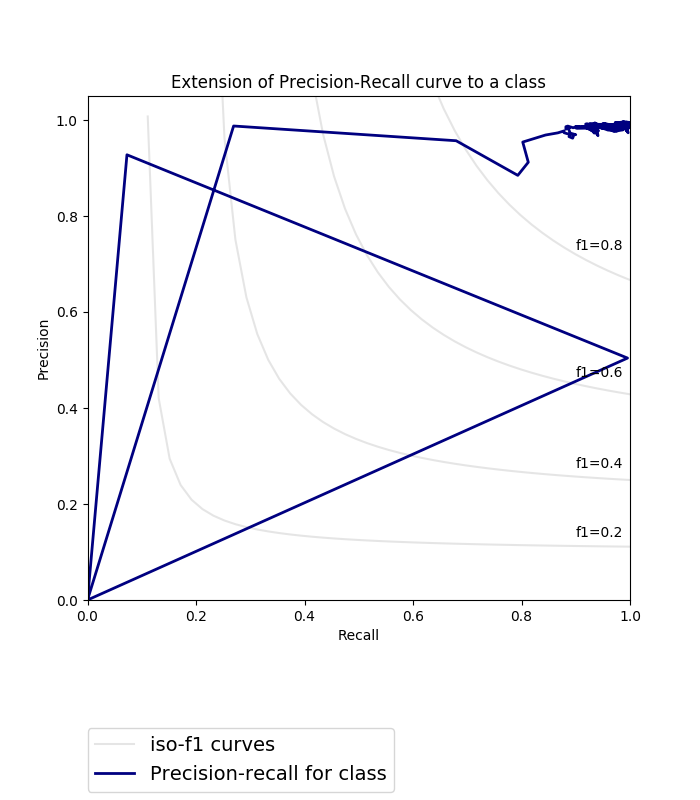 Extension of Precision-Recall curve to a class
1.0
0.8
0.6
0.4
0.2
0.0
Precision
f1=0.8
f1=0.6
f1=0.4
f1=0.2
0.0 0.2 0.4 0.6 0.8 1.0
Recall
iso-f1 curves
Precision-recall for class